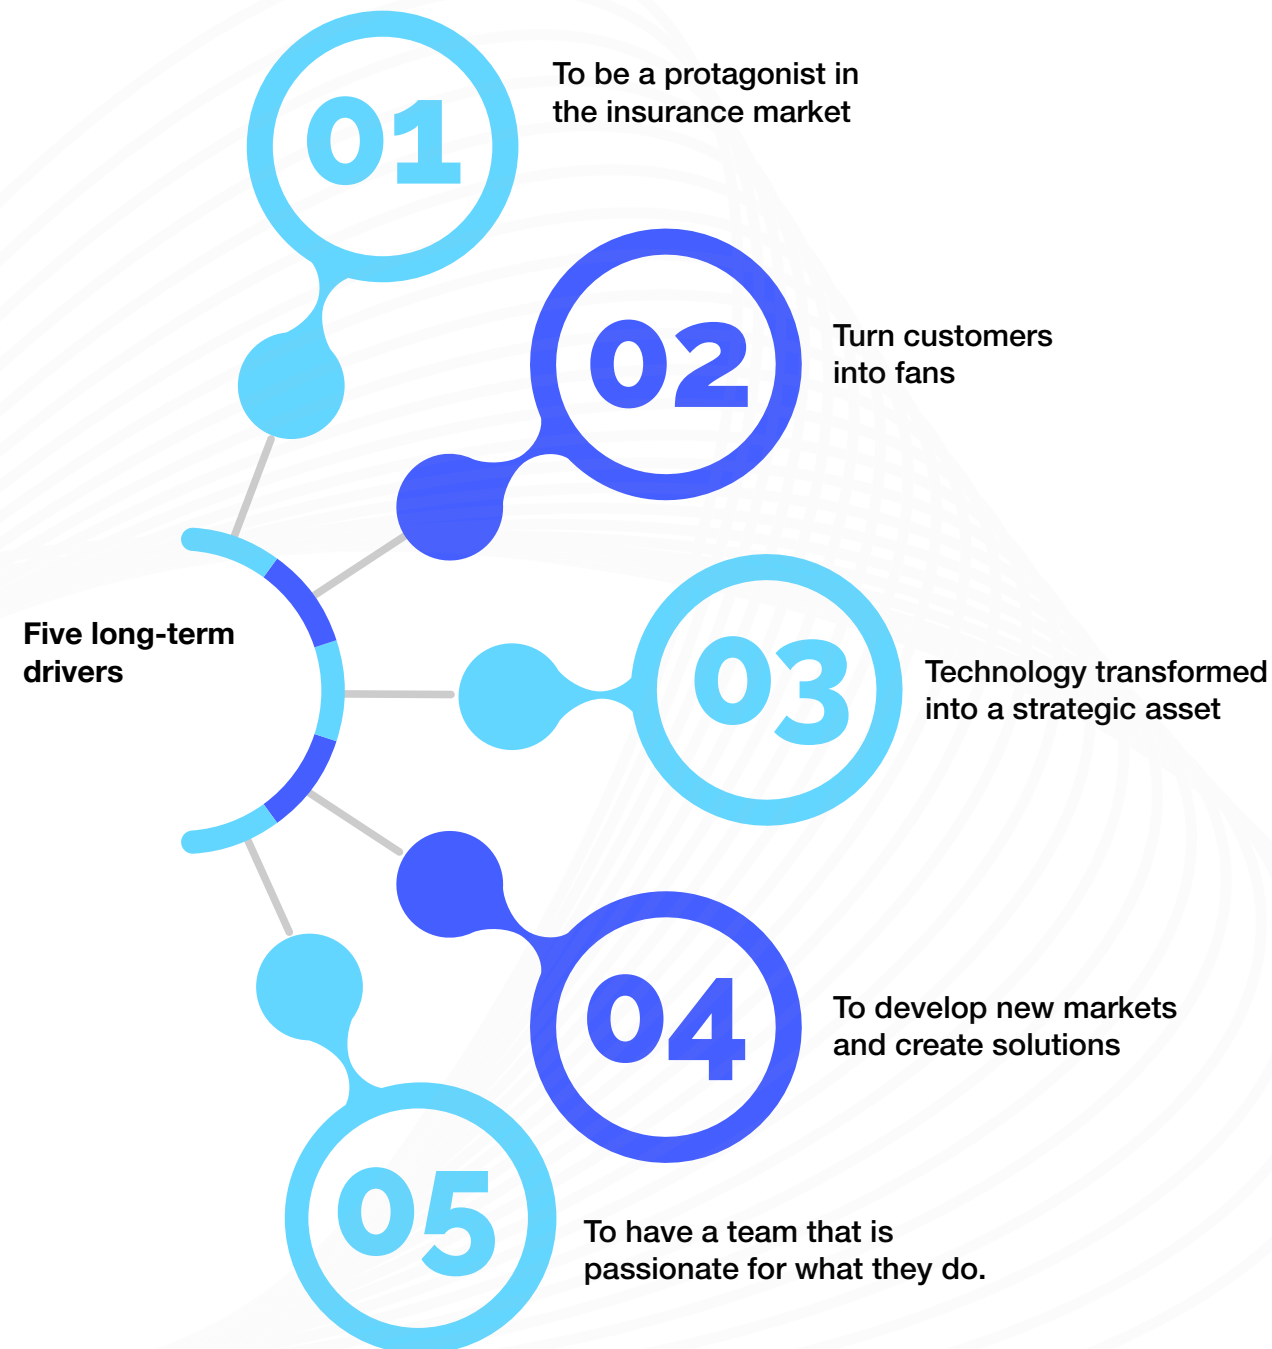 01
To be a protagonist in
the insurance market
02
Turn customers
into fans
Five long-term
drivers
03
Technology transformed
into a strategic asset
04
To develop new markets
and create solutions
05
To have a team that is
passionate for what they do.